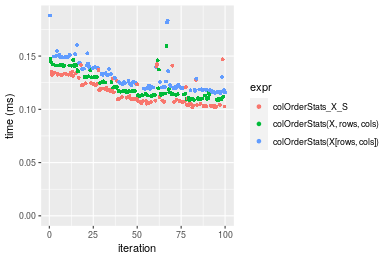 0.15
0.10
0.05
0.00
time (ms)
0
25
50
75
100
iteration
expr
colOrderStats_X_S
colOrderStats(X, rows, cols)
colOrderStats(X[rows, cols])